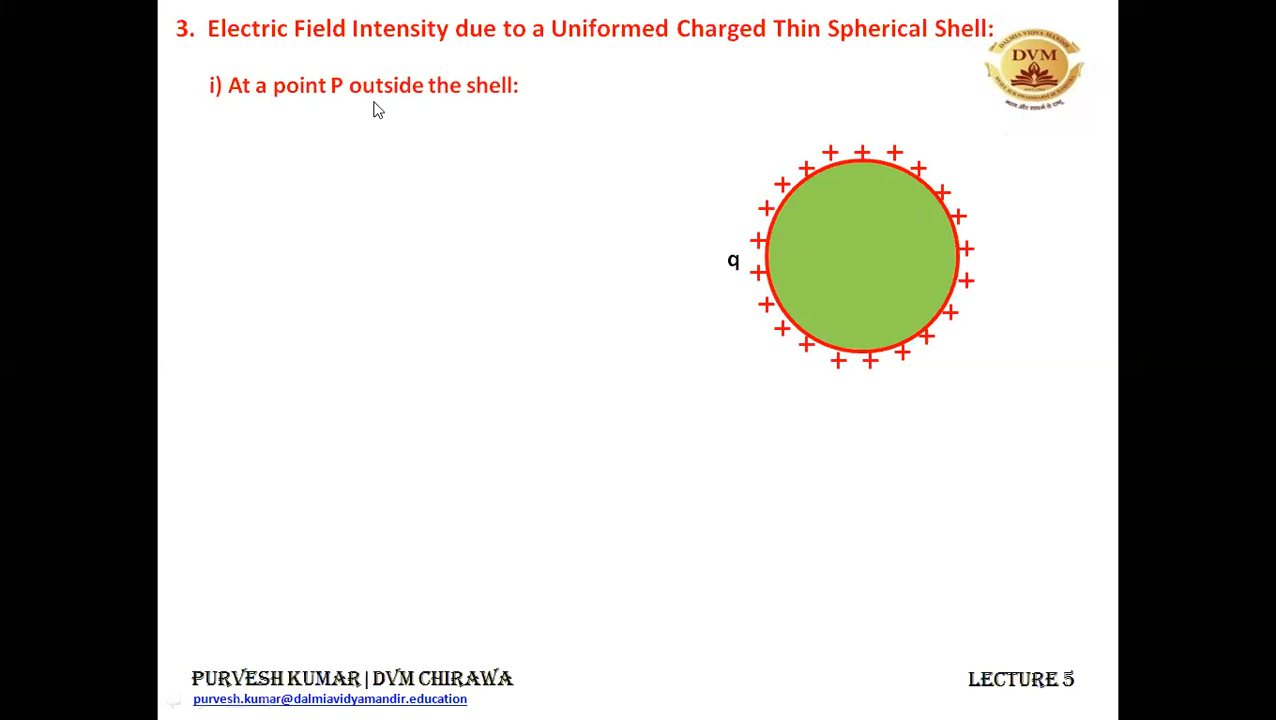 3. Electric Field Intensity due to a Uniformed Charged Thin Spherical Shell:
DVM
i) At a point P outside the shell:
q
PURVESH KUMAR | DVM CHIRAWA
LECTURE 5
purvesh.kumar@dalmiavidyamandir.education